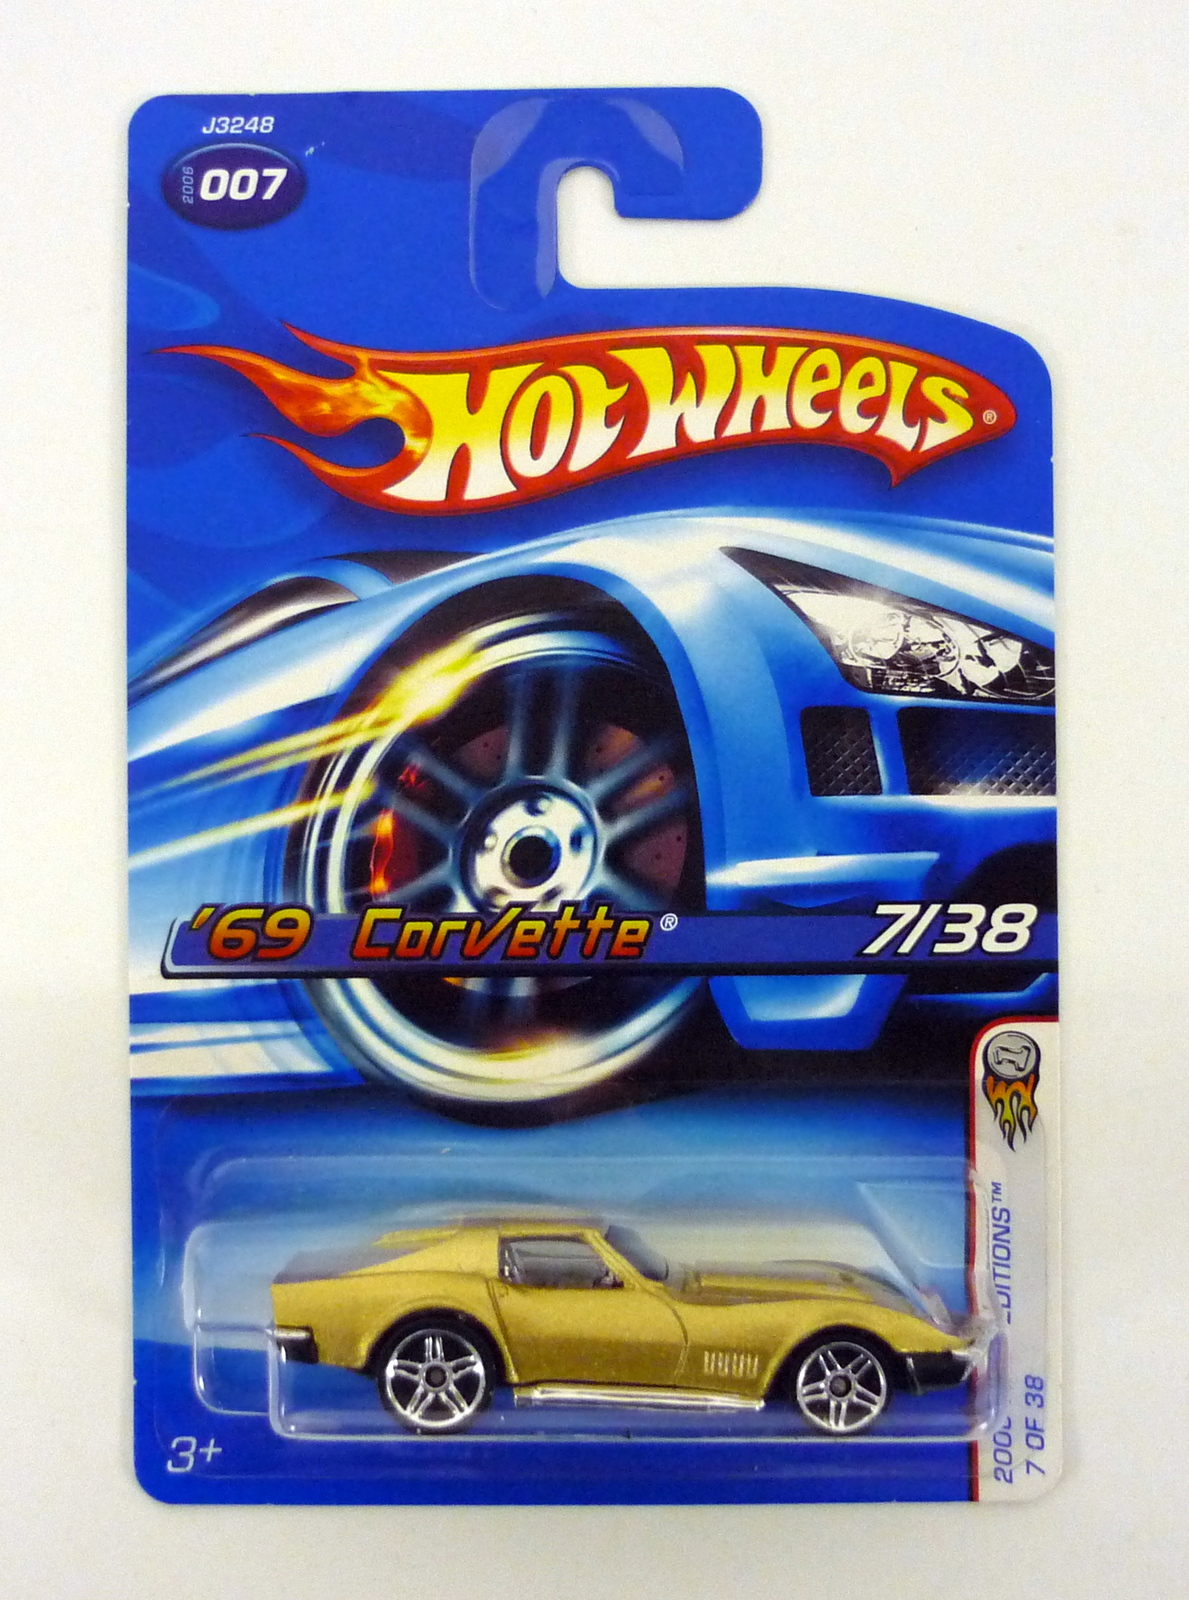 J3248
2006
007
HOT WHEELS®
'69 Corvette® 7/38
EDITIONS™
7 OF 38
3+